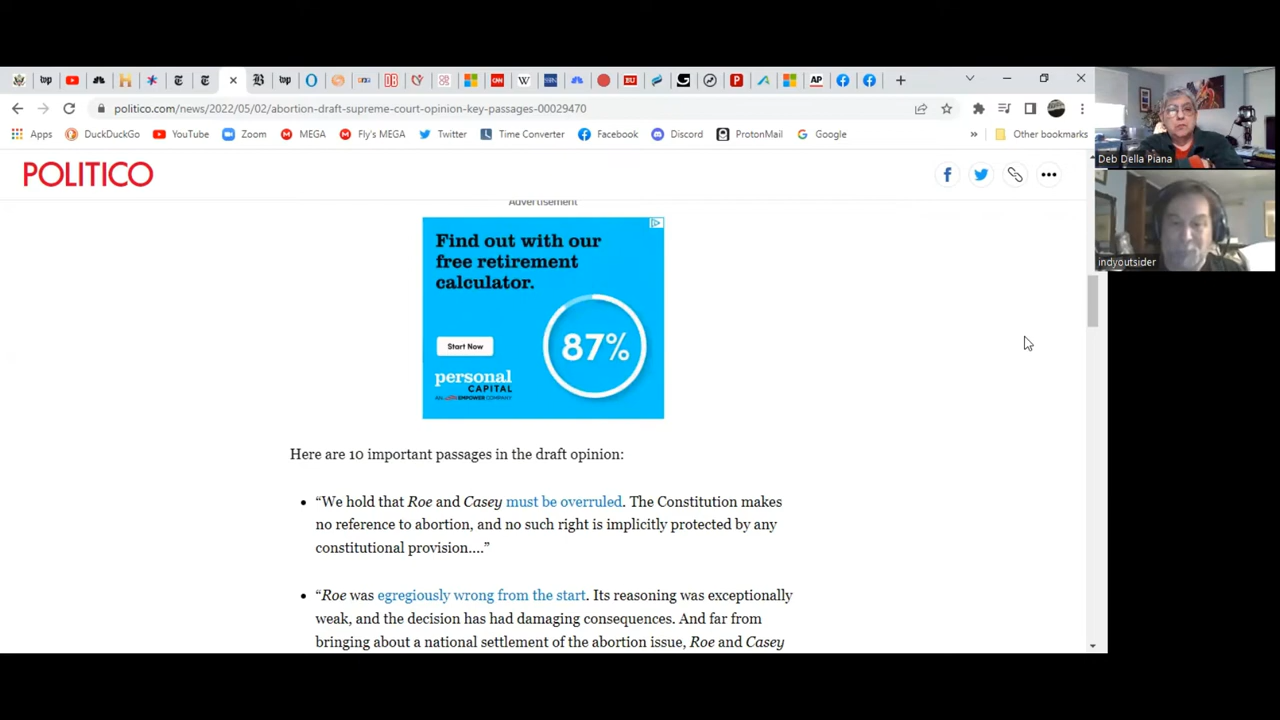 politico.com/news/2022/05/02/abortion-draft-supreme-court-opinion-key-passages-00029470
Apps DuckDuckGo YouTube Zoom MEGA Fly's MEGA Twitter Time Converter Facebook Discord ProtonMail Google » Other bookmarks
Deb Della Piana
indyoutsider
POLITICO
Advertisement
Find out with our
free retirement
calculator.
87%
Start Now
personal
CAPITAL
AN EMPOWER COMPANY
Here are 10 important passages in the draft opinion:
• “We hold that Roe and Casey must be overruled. The Constitution makes
no reference to abortion, and no such right is implicitly protected by any
constitutional provision....”
• “Roe was egregiously wrong from the start. Its reasoning was exceptionally
weak, and the decision has had damaging consequences. And far from
bringing about a national settlement of the abortion issue, Roe and Casey